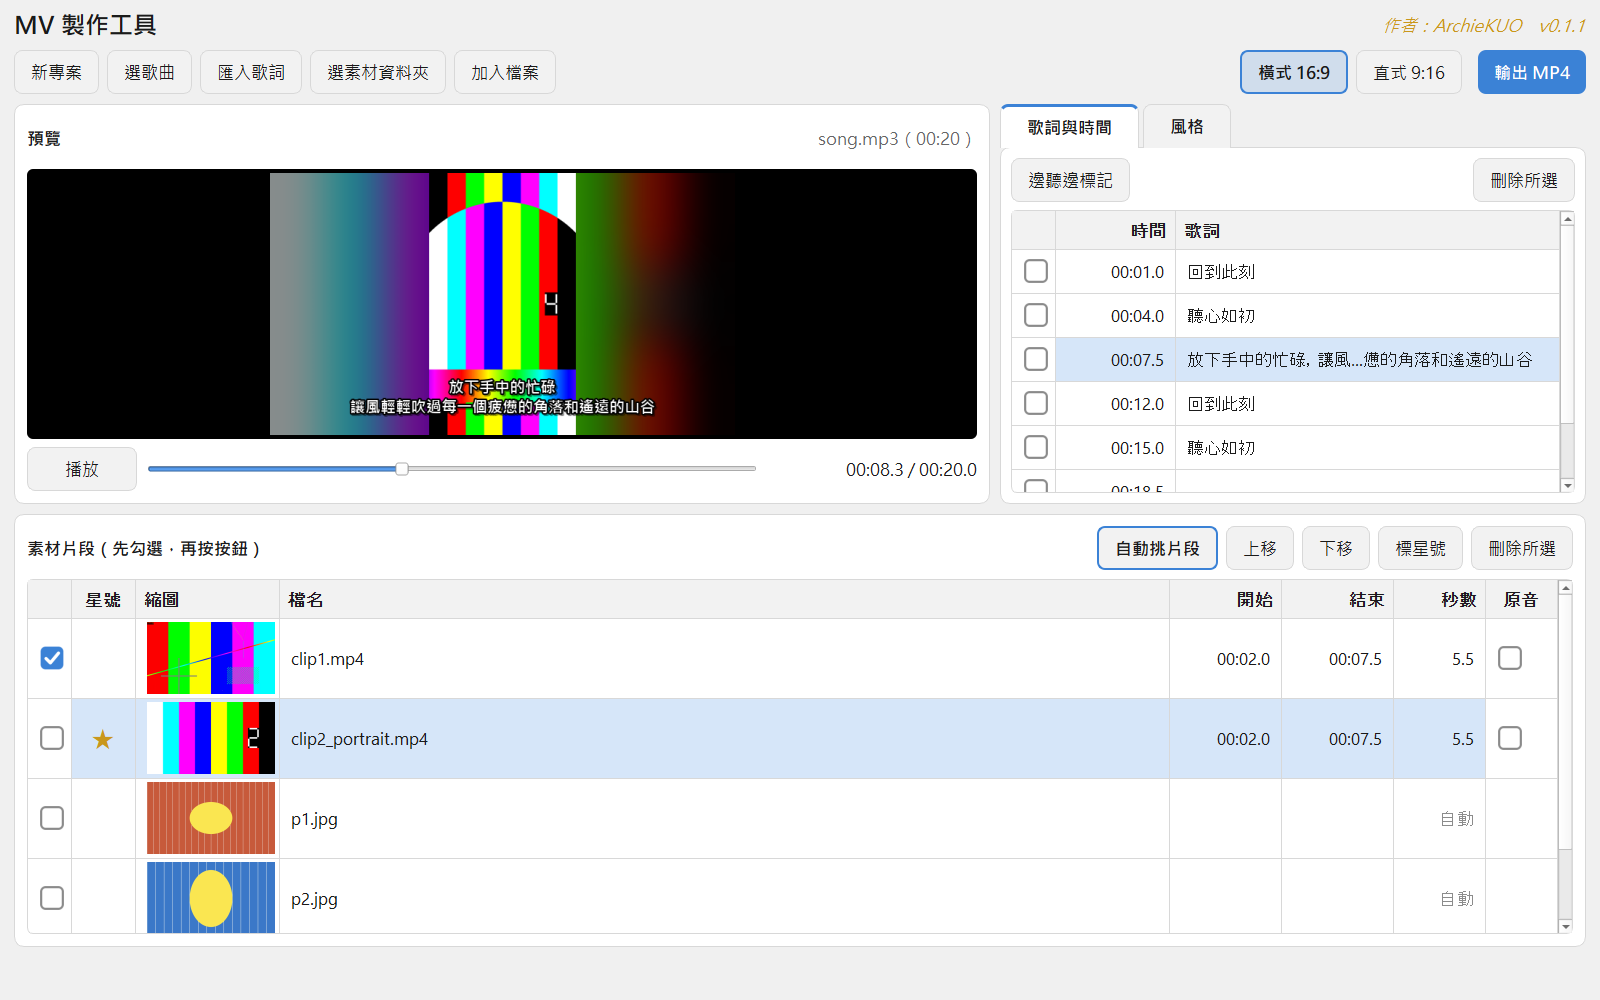 MV 製作工具
作者：ArchieKUO v0.1.1
新專案 選歌曲 匯入歌詞 選素材資料夾 加入檔案
橫式 16:9 直式 9:16 輸出 MP4
預覽
song.mp3 ( 00:20 )
4
放下手中的忙碌
讓風輕輕吹過每一個疲憊的角落和遙遠的山谷
播放
00:08.3 / 00:20.0
歌詞與時間 風格
邊聽邊標記 刪除所選
時間 歌詞
00:01.0 回到此刻
00:04.0 聽心如初
00:07.5 放下手中的忙碌, 讓風...憊的角落和遙遠的山谷
00:12.0 回到此刻
00:15.0 聽心如初
00:18.5
素材片段 ( 先勾選．再按按鈕 )
自動挑片段 上移 下移 標星號 刪除所選
星號 縮圖 檔名 開始 結束 秒數 原音
clip1.mp4 00:02.0 00:07.5 5.5
★ 2 clip2_portrait.mp4 00:02.0 00:07.5 5.5
p1.jpg 自動
p2.jpg 自動